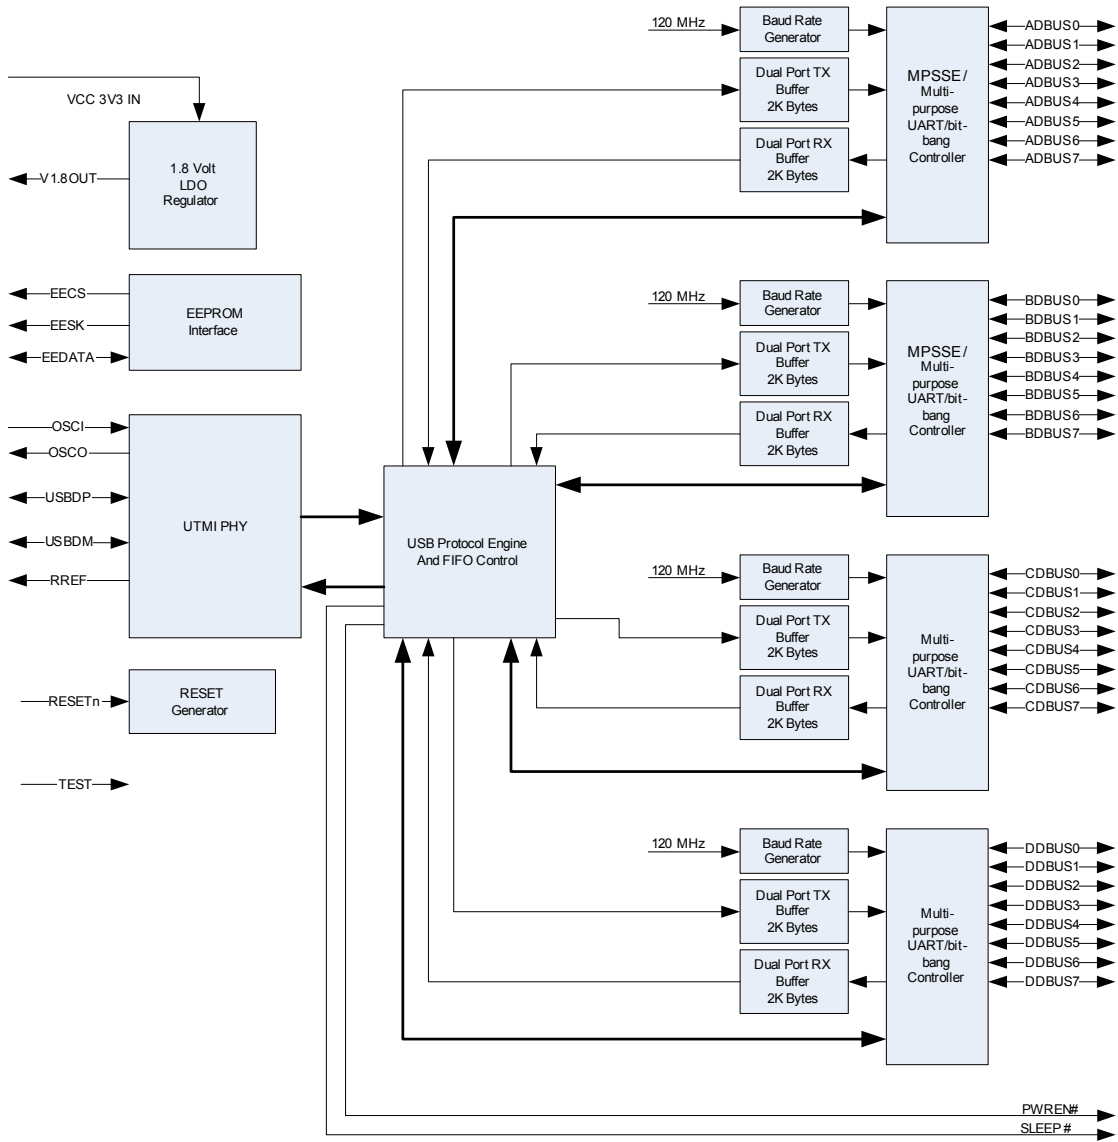 VCC 3V3 IN
1.8 Volt
LDO
Regulator
V1.8OUT
EECS
EESK
EEDATA
EEPROM
Interface
OSCI
OSCO
USBDP
USBDM
RREF
UTMI PHY
RESETn
RESET
Generator
TEST
USB Protocol Engine
And FIFO Control
120 MHz
Baud Rate
Generator
Dual Port TX
Buffer
2K Bytes
Dual Port RX
Buffer
2K Bytes
MPSSE/
Multi-
purpose
UART/bit-
bang
Controller
ADBUS0
ADBUS1
ADBUS2
ADBUS3
ADBUS4
ADBUS5
ADBUS6
ADBUS7
120 MHz
Baud Rate
Generator
Dual Port TX
Buffer
2K Bytes
Dual Port RX
Buffer
2K Bytes
MPSSE/
Multi-
purpose
UART/bit-
bang
Controller
BDBUS0
BDBUS1
BDBUS2
BDBUS3
BDBUS4
BDBUS5
BDBUS6
BDBUS7
120 MHz
Baud Rate
Generator
Dual Port TX
Buffer
2K Bytes
Dual Port RX
Buffer
2K Bytes
Multi-
purpose
UART/bit-
bang
Controller
CDBUS0
CDBUS1
CDBUS2
CDBUS3
CDBUS4
CDBUS5
CDBUS6
CDBUS7
120 MHz
Baud Rate
Generator
Dual Port TX
Buffer
2K Bytes
Dual Port RX
Buffer
2K Bytes
Multi-
purpose
UART/bit-
bang
Controller
DDBUS0
DDBUS1
DDBUS2
DDBUS3
DDBUS4
DDBUS5
DDBUS6
DDBUS7
PWREN#
SLEEP#